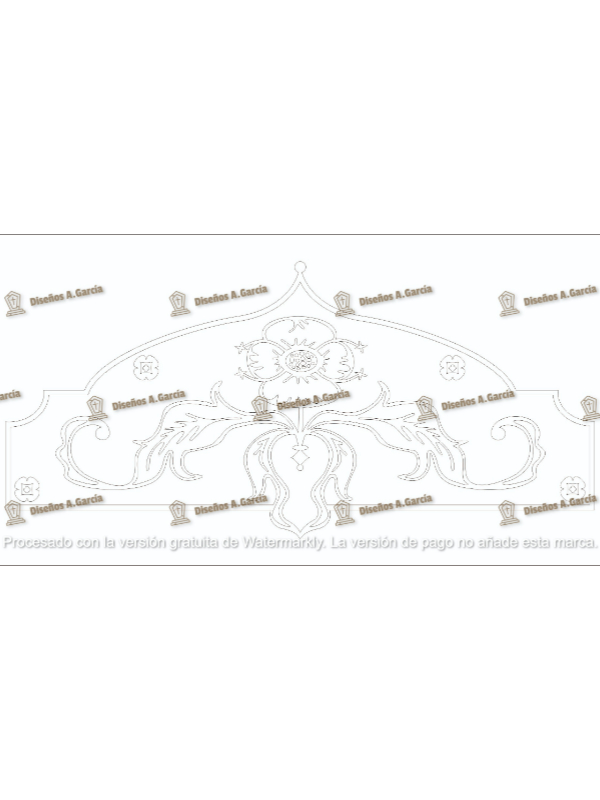 Diseños A. García Diseños A. García Diseños A. García Diseños A. García
García Diseños A. García Diseños A. García Diseños A. García
Diseños A. García Diseños A. García Diseños A. García Diseños A. García
Procesado con la versión gratuita de Watermarkly. La versión de pago no añade esta marca.